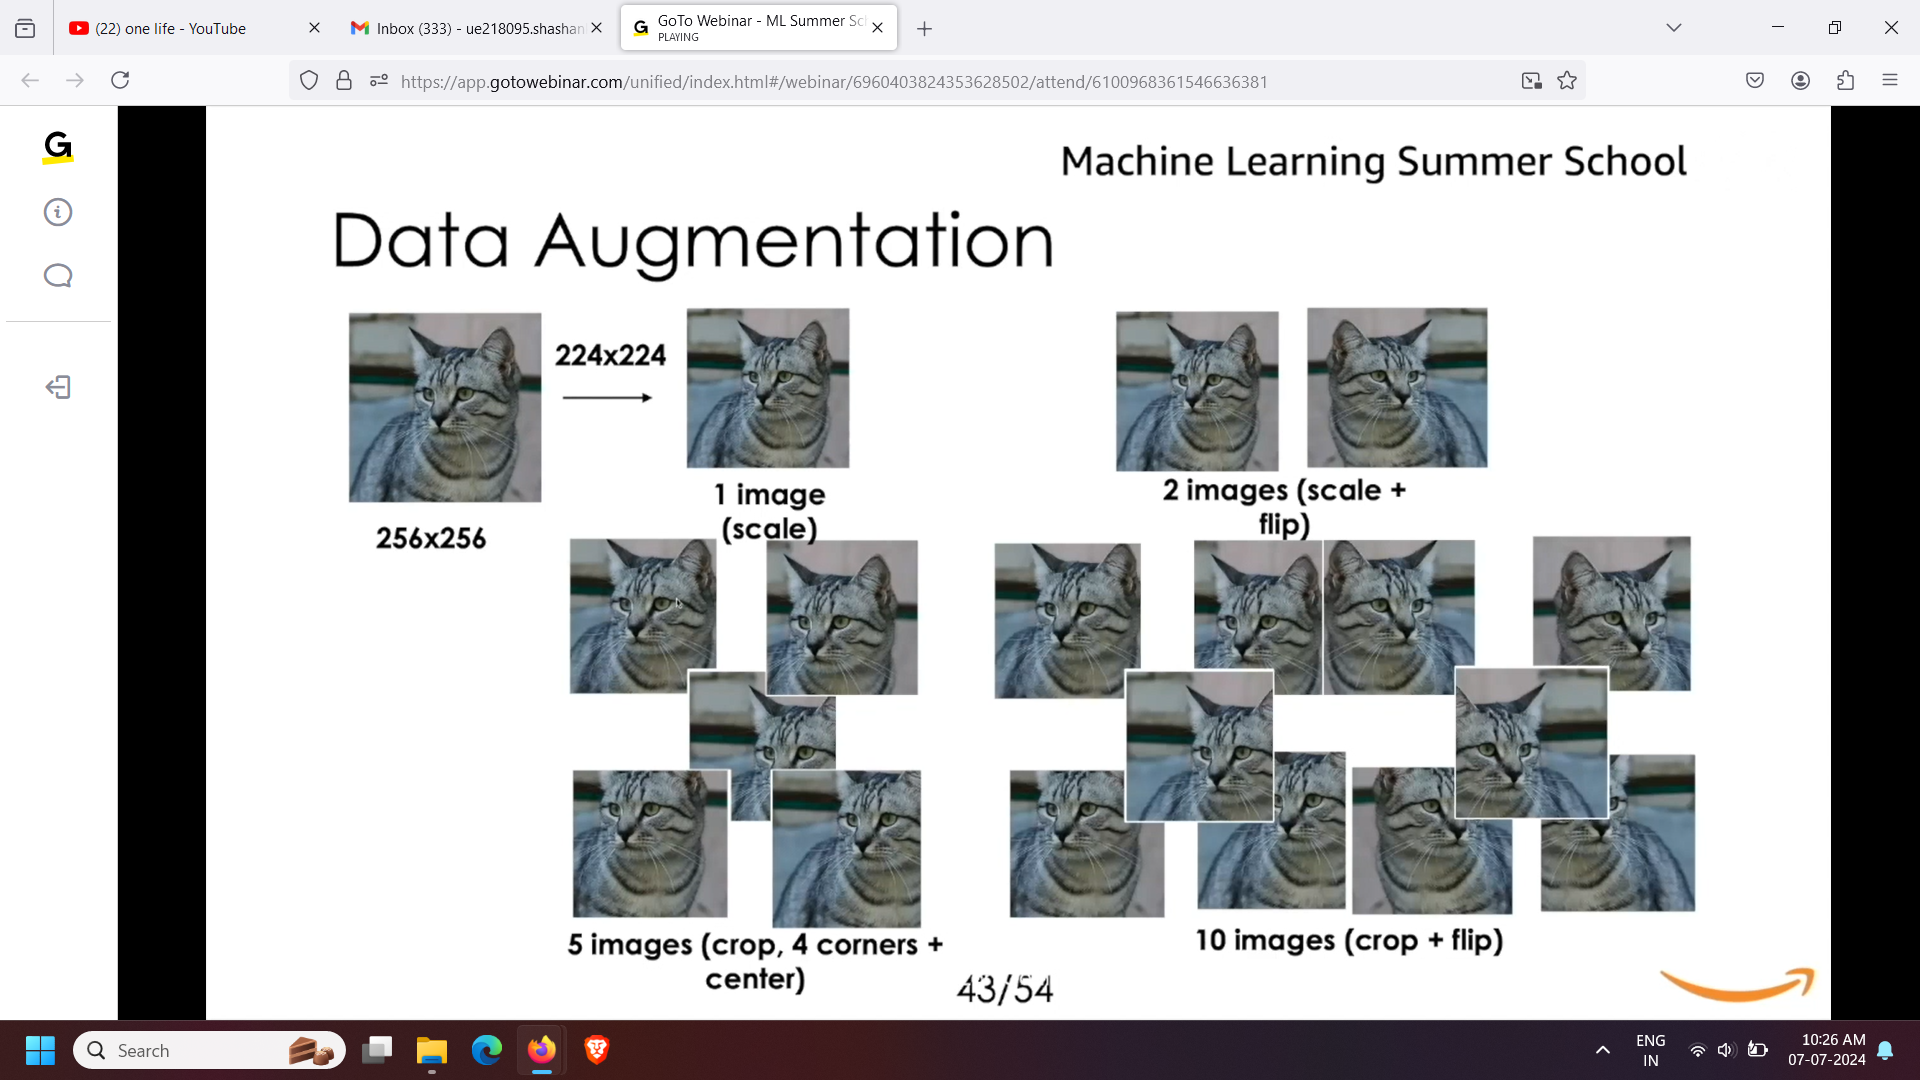 (22) one life - YouTube
Inbox (333) - ue218095.shashan
GoTo Webinar - ML Summer Sc
PLAYING
https://app.gotowebinar.com/unified/index.html#/webinar/6960403824353628502/attend/6100968361546636381
G
Machine Learning Summer School
Data Augmentation
224x224
256x256
1 image
(scale)
2 images (scale +
flip)
5 images (crop, 4 corners +
center)
10 images (crop + flip)
43/54
Search
ENG
IN
10:26 AM
07-07-2024